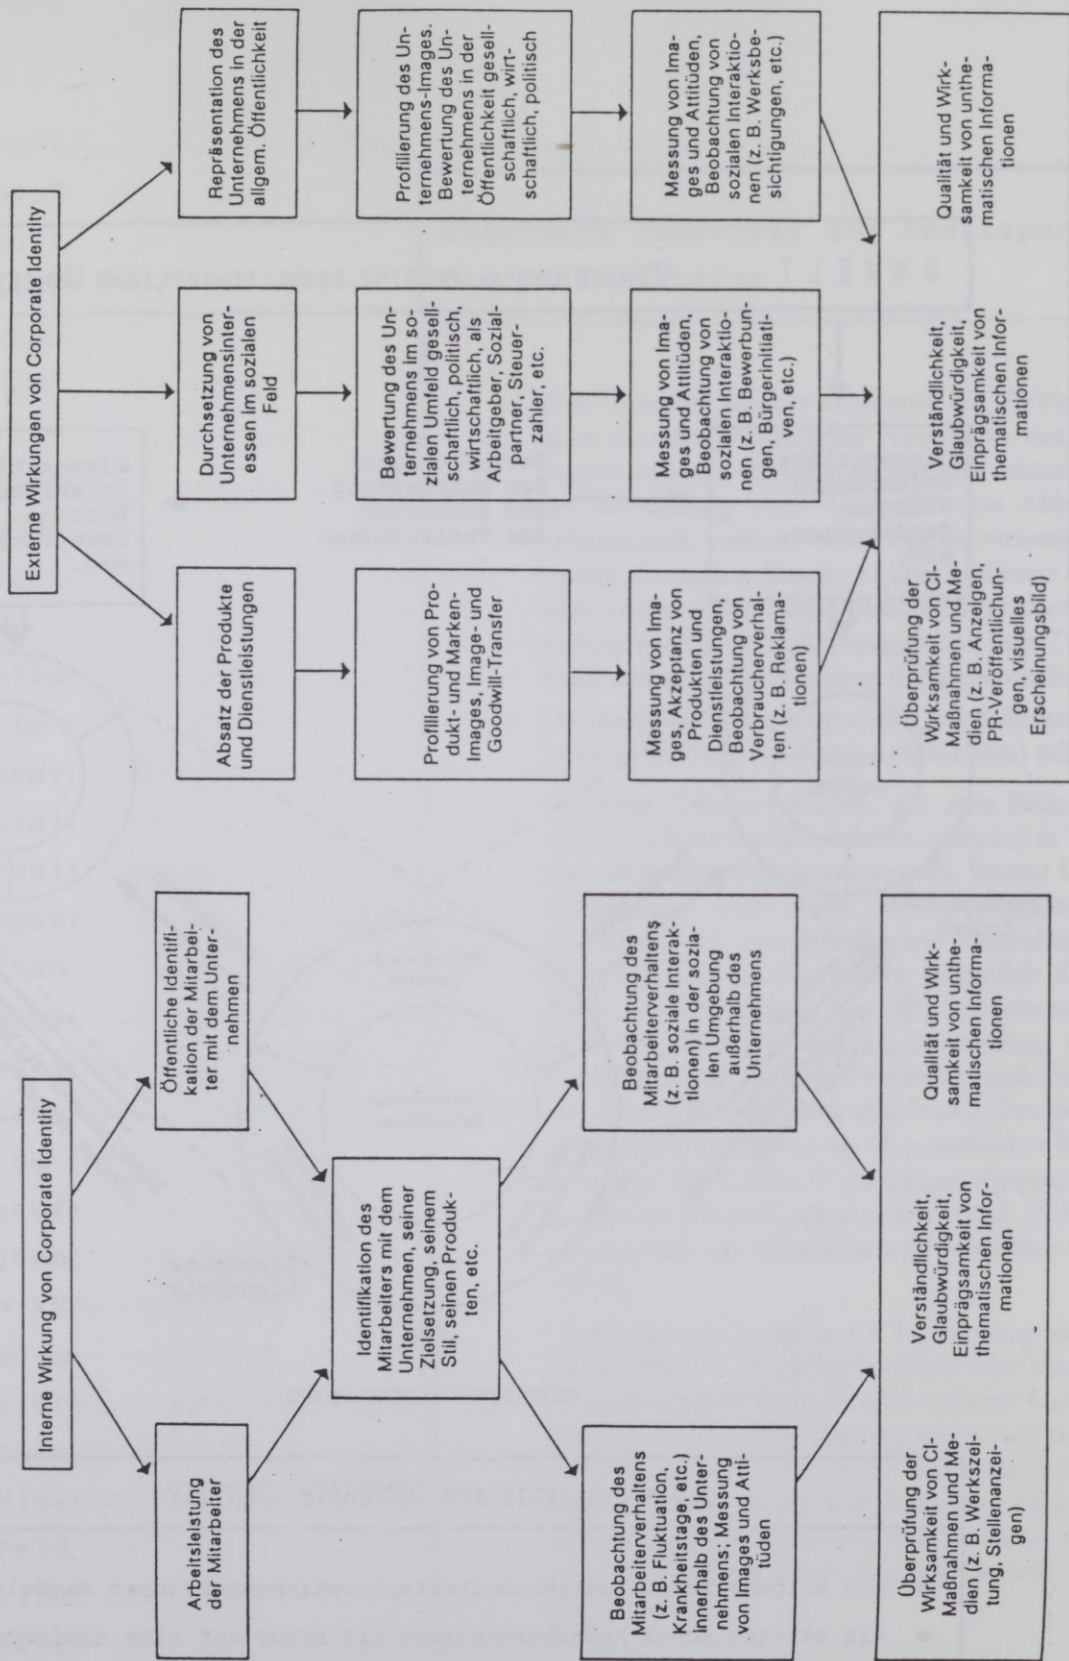 Interne Wirkung von Corporate Identity
Arbeitsleistung
der Mitarbeiter
Öffentliche Identifi-
kation der Mitarbei-
ter mit dem Unter-
nehmen
Identifikation des
Mitarbeiters mit dem
Unternehmen, seiner
Zielsetzung, seinem
Stil, seinen Produk-
ten, etc.
Beobachtung des
Mitarbeiterverhaltens
(z. B. Fluktuation,
Krankheitstage, etc.)
innerhalb des Unter-
nehmens; Messung
von Images und Atti-
tüden
Beobachtung des
Mitarbeiterverhaltens
(z. B. soziale Interak-
tionen) in der sozia-
len Umgebung
außerhalb des
Unternehmens
Überprüfung der
Wirksamkeit von CI-
Maßnahmen und Me-
dien (z. B. Werkszei-
tung, Stellenanzei-
gen)
Verständlichkeit,
Glaubwürdigkeit,
Einprägsamkeit von
thematischen Infor-
mationen
Qualität und Wirk-
samkeit von unthe-
matischen Informa-
tionen
Externe Wirkungen von Corporate Identity
Absatz der Produkte
und Dienstleistungen
Durchsetzung von
Unternehmensinter-
essen im sozialen
Feld
Repräsentation des
Unternehmens in der
allgem. Öffentlichkeit
Profilierung von Pro-
dukt- und Marken-
Images, Image- und
Goodwill-Transfer
Bewertung des Un-
ternehmens im so-
zialen Umfeld gesell-
schaftlich, politisch,
wirtschaftlich, als
Arbeitgeber, Sozial-
partner, Steuer-
zahler, etc.
Profilierung des Un-
ternehmens-Images.
Bewertung des Un-
ternehmens in der
Öffentlichkeit gesell-
schaftlich, wirt-
schaftlich, politisch
Messung von Ima-
ges, Akzeptanz von
Produkten und
Dienstleistungen,
Beobachtung von
Verbraucherverhal-
ten (z. B. Reklama-
tionen)
Messung von Ima-
ges und Attitüden,
Beobachtung von
sozialen Interaktio-
nen (z. B. Bewerbun-
gen, Bürgerinitiati-
ven, etc.)
Messung von Ima-
ges und Attitüden,
Beobachtung von
sozialen Interaktio-
nen (z. B. Werksbe-
sichtigungen, etc.)
Überprüfung der
Wirksamkeit von CI-
Maßnahmen und Me-
dien (z. B. Anzeigen,
PR-Veröffentlichun-
gen, visuelles
Erscheinungsbild)
Verständlichkeit,
Glaubwürdigkeit,
Einprägsamkeit von
thematischen Infor-
mationen
Qualität und Wirk-
samkeit von unthe-
matischen Informa-
tionen